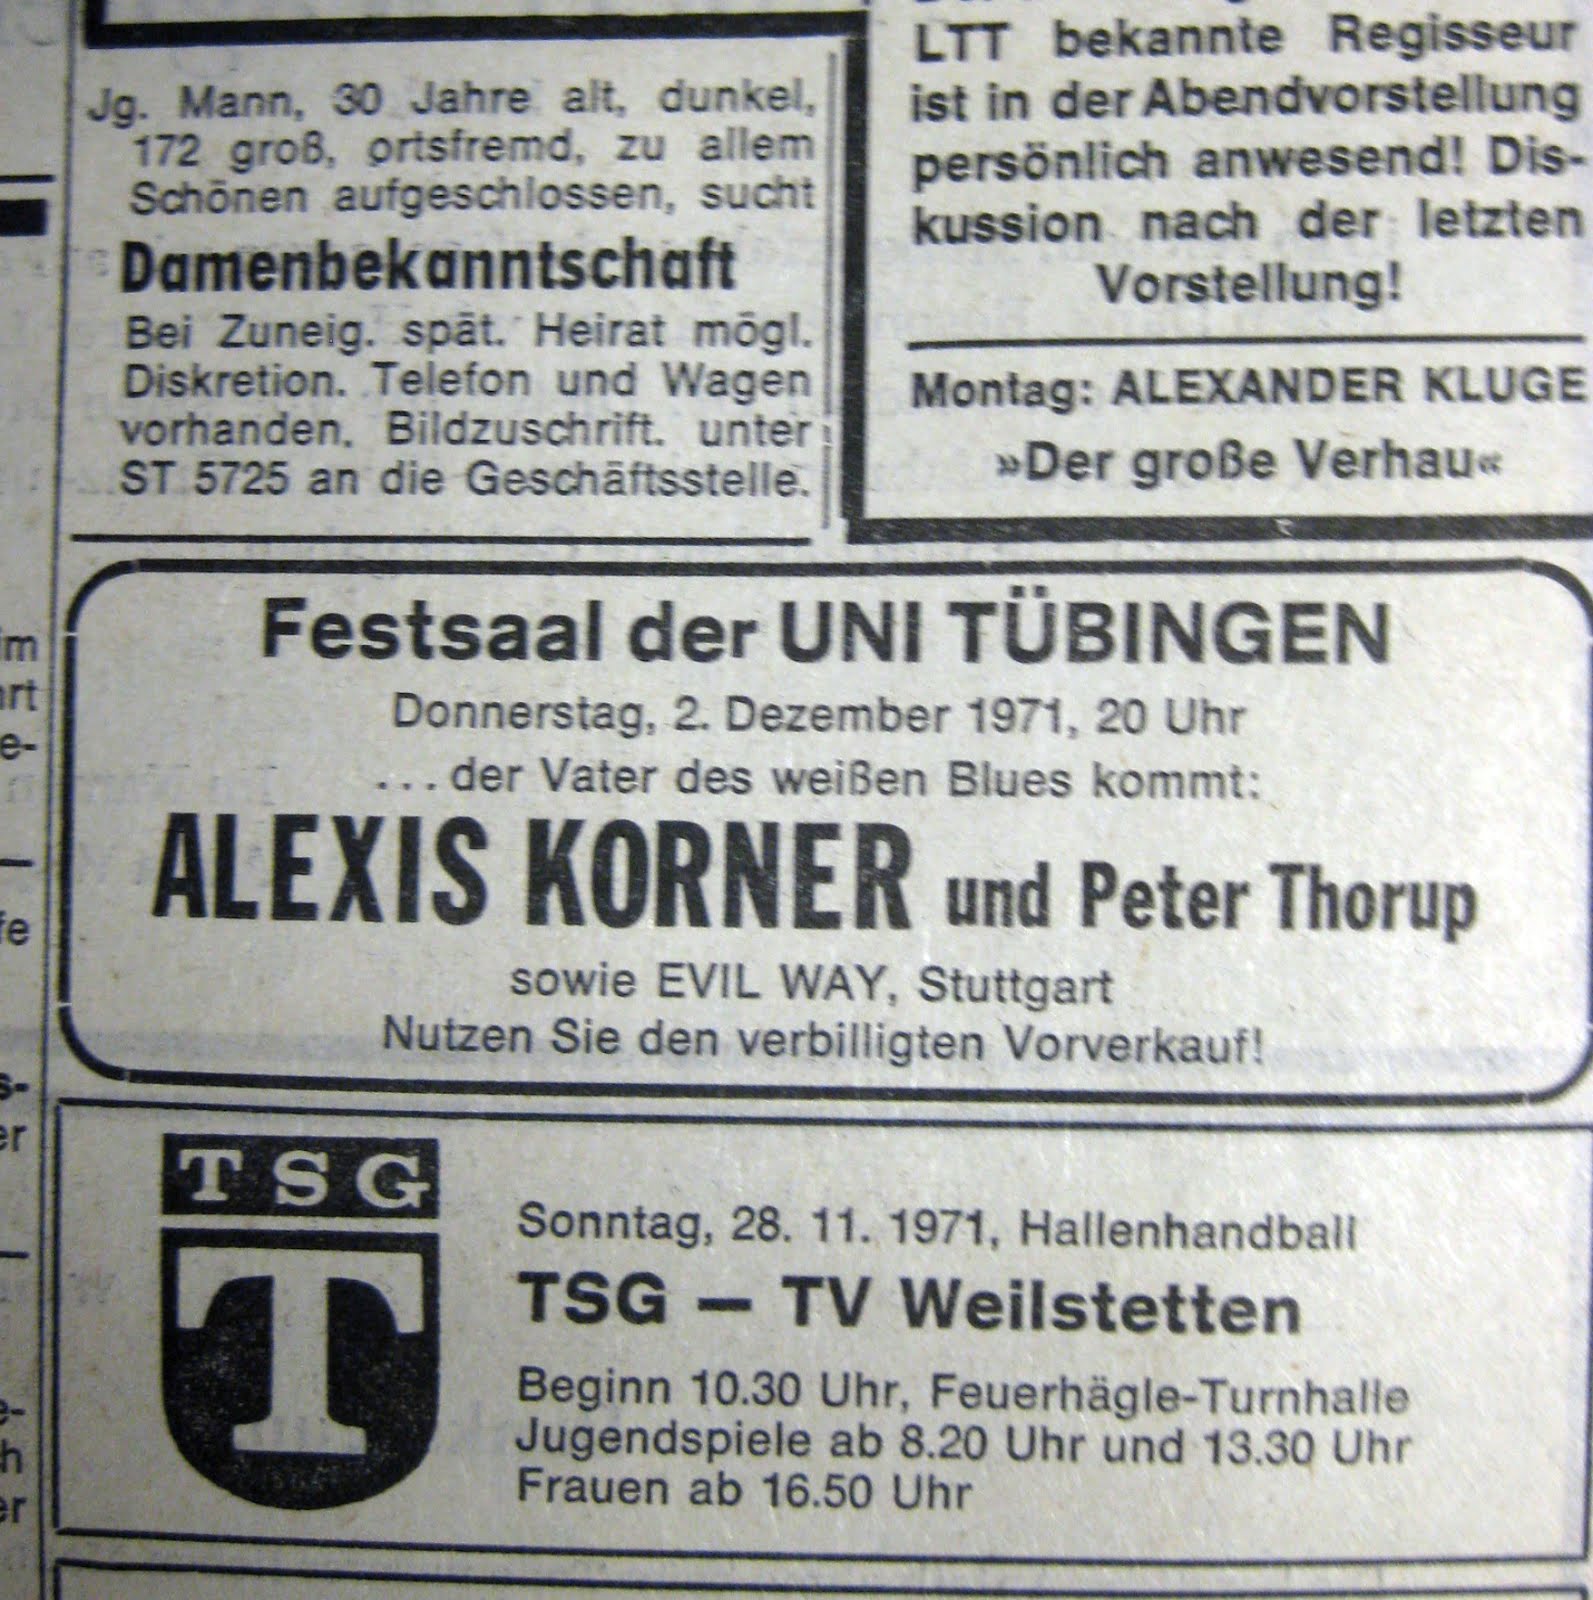 Jg. Mann, 30 Jahre alt, dunkel,
172 groß, ortsfremd, zu allem
Schönen aufgeschlossen, sucht
Damenbekanntschaft
Bei Zuneig. spät. Heirat mögl.
Diskretion. Telefon und Wagen
vorhanden. Bildzuschrift. unter
ST 5725 an die Geschäftsstelle.
LTT bekannte Regisseur
ist in der Abendvorstellung
persönlich anwesend! Dis-
kussion nach der letzten
Vorstellung!
Montag: ALEXANDER KLUGE
»Der große Verhau«
Festsaal der UNI TÜBINGEN
Donnerstag, 2. Dezember 1971, 20 Uhr
...der Vater des weißen Blues kommt:
ALEXIS KORNER und Peter Thorup
sowie EVIL WAY, Stuttgart
Nutzen Sie den verbilligten Vorverkauf!
TSG
T
Sonntag, 28. 11. 1971, Hallenhandball
TSG — TV Weilstetten
Beginn 10.30 Uhr, Feuerhägle-Turnhalle
Jugendspiele ab 8.20 Uhr und 13.30 Uhr
Frauen ab 16.50 Uhr